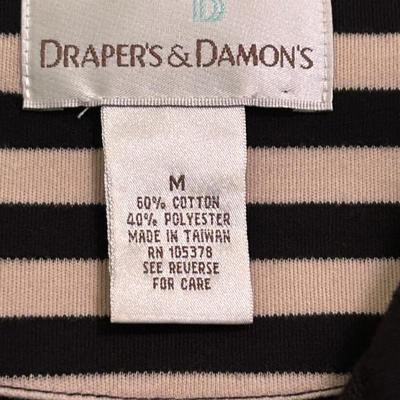 D
DRAPER'S & DAMON'S
M
60% COTTON
40% POLYESTER
MADE IN TAIWAN
RN 105378
SEE REVERSE
FOR CARE